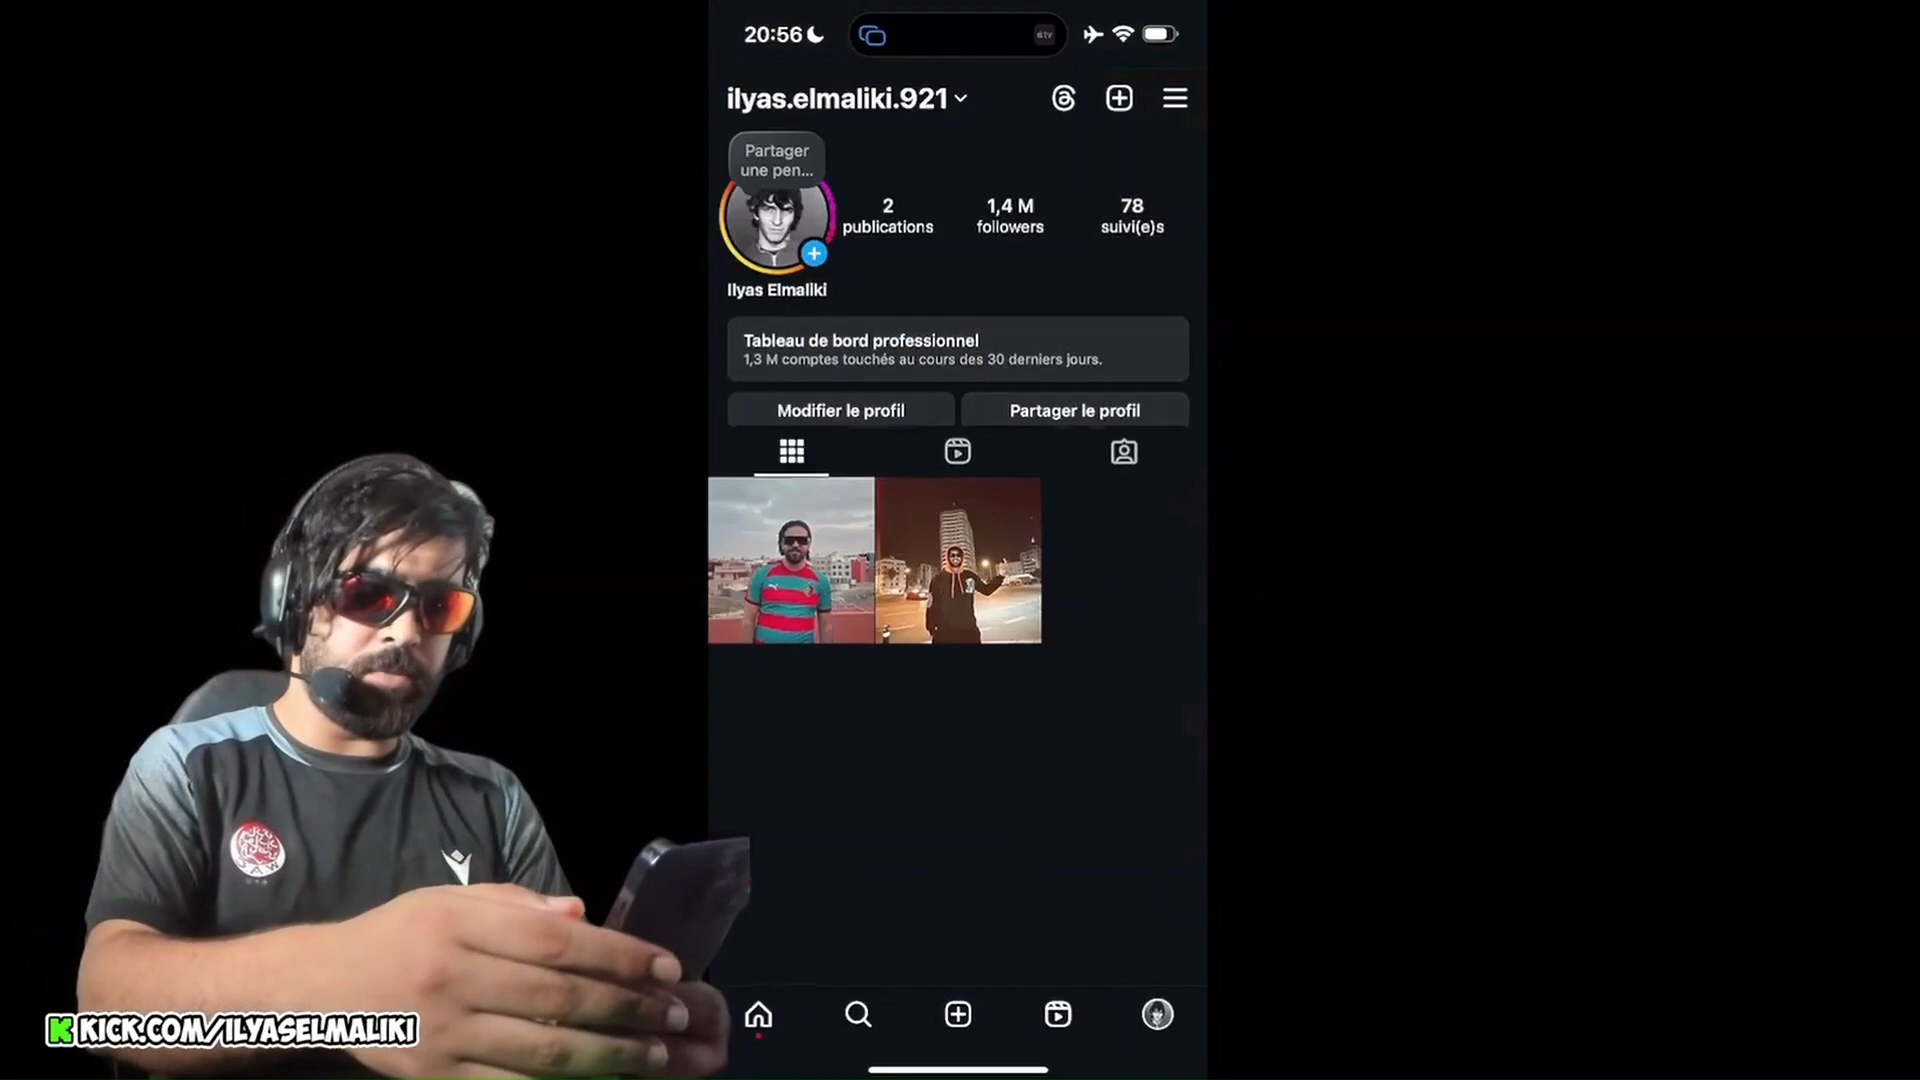 20:56
tv
ilyas.elmaliki.921
Partager
une pen...
2
publications
1,4 M
followers
78
suivi(e)s
Ilyas Elmaliki
Tableau de bord professionnel
1,3 M comptes touchés au cours des 30 derniers jours.
Modifier le profil
Partager le profil
WAC
K KICK.COM/ILYASELMALIKI